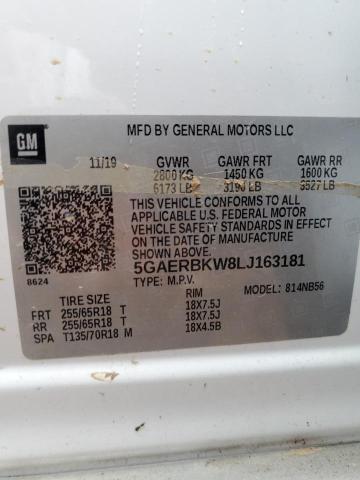 GM
MFD BY GENERAL MOTORS LLC
11/19 GVWR GAWR FRT GAWR RR
2800 KG 1450 KG 1600 KG
6173 LB 3196 LB 3527 LB
THIS VEHICLE CONFORMS TO ALL
APPLICABLE U.S. FEDERAL MOTOR
VEHICLE SAFETY STANDARDS IN EFFECT
ON THE DATE OF MANUFACTURE
SHOWN ABOVE.
5GAERBKW8LJ163181
8624
TYPE: M.P.V. MODEL: 814NB56
TIRE SIZE RIM
FRT 255/65R18 T 18X7.5J
RR 255/65R18 T 18X7.5J
SPA T135/70R18 M 18X4.5B